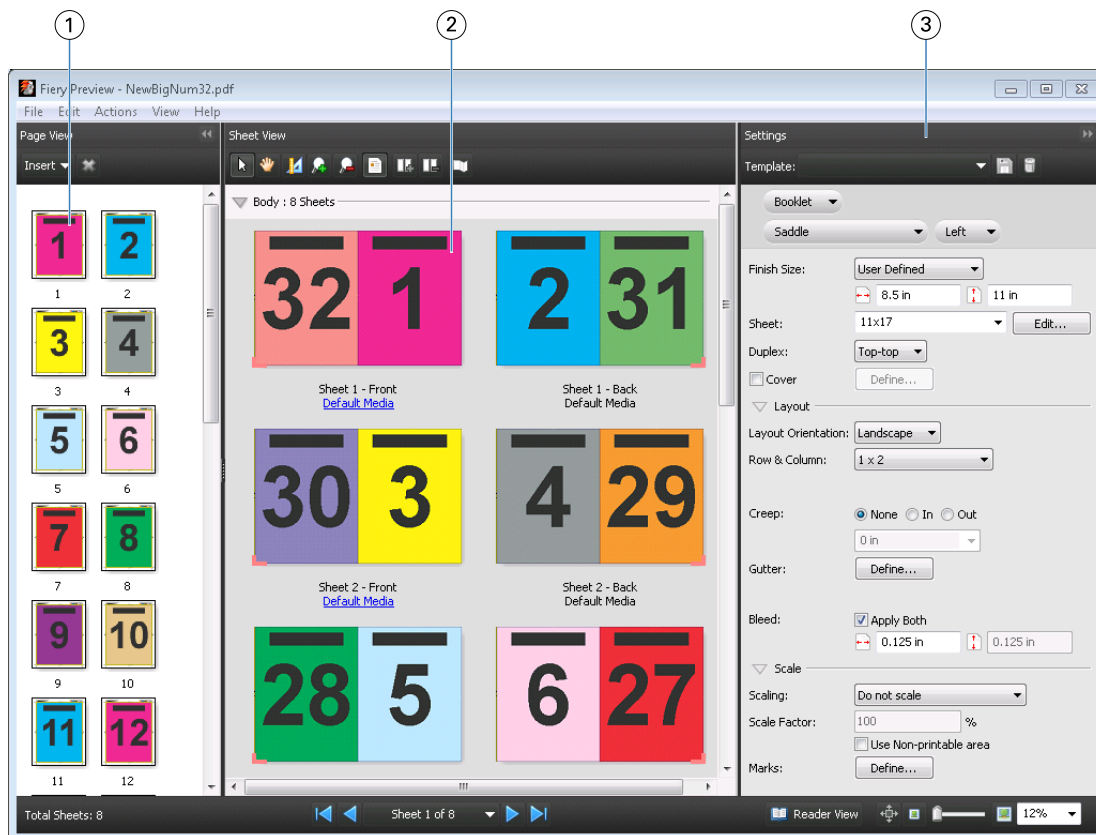 1
2
3
Fiery Preview - NewBigNum32.pdf
File Edit Actions View Help
Page View
Insert
1 2
1 2
3 4
3 4
5 6
5 6
7 8
7 8
9 10
9 10
11 12
11 12
Total Sheets: 8
Sheet View
Body : 8 Sheets
32 1 2 31
Sheet 1 - Front Sheet 1 - Back
Default Media Default Media
30 3 4 29
Sheet 2 - Front Sheet 2 - Back
Default Media Default Media
28 5 6 27
Sheet 1 of 8
Settings
Template:
Booklet
Saddle Left
Finish Size: User Defined
8.5 in 11 in
Sheet: 11x17 Edit...
Duplex: Top-top
Cover Define...
Layout
Layout Orientation: Landscape
Row & Column: 1 x 2
Creep: None In Out
0 in
Gutter: Define...
Bleed: Apply Both
0.125 in 0.125 in
Scale
Scaling: Do not scale
Scale Factor: 100 %
Use Non-printable area
Marks: Define...
Reader View 12%